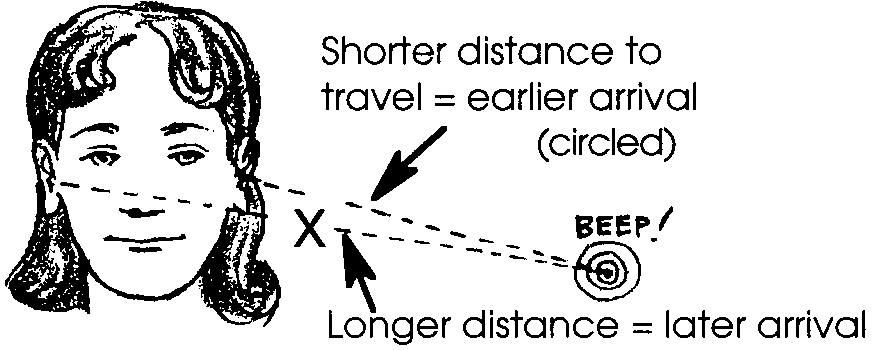 Shorter distance to
travel = earlier arrival
(circled)
BEEP!
X
Longer distance = later arrival